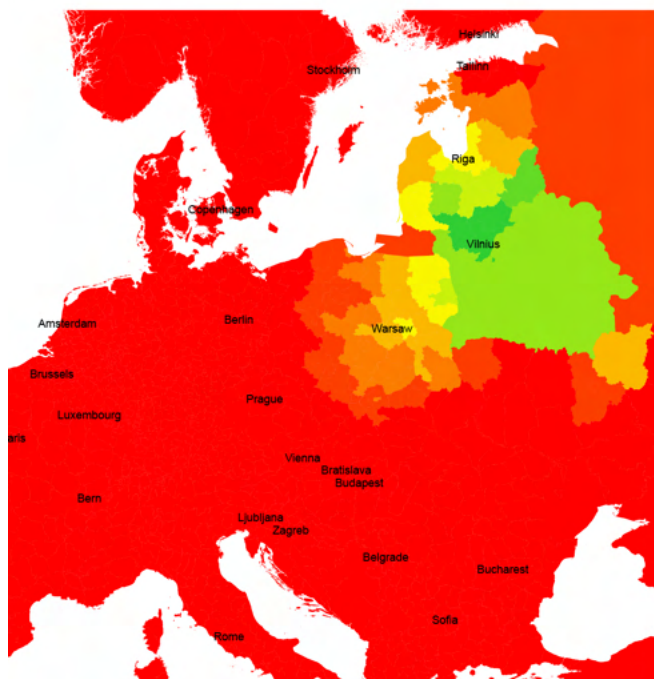 Helsinki
Tallinn
Stockholm
Riga
Copenhagen
Vilnius
Amsterdam
Berlin
Warsaw
Brussels
Prague
Luxembourg
aris
Vienna
Bratislava
Budapest
Bern
Ljubljana
Zagreb
Belgrade
Bucharest
Sofia
Rome